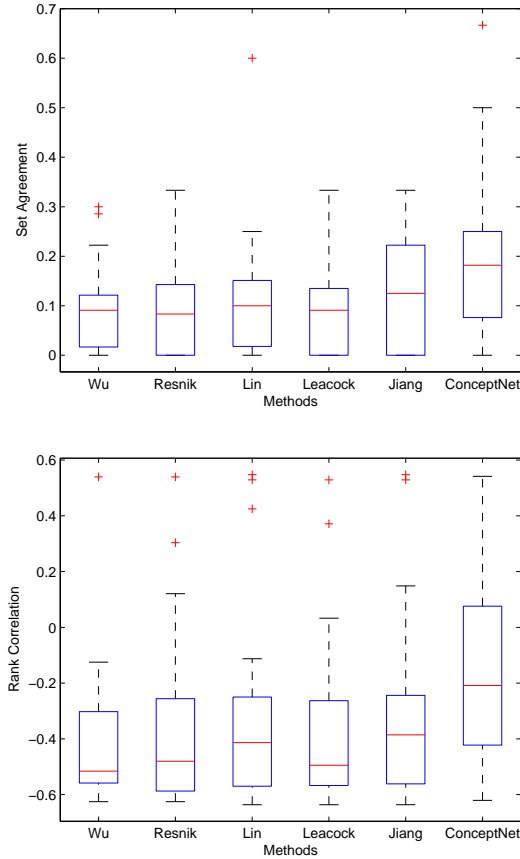 0.7
0.6
0.5
0.4
0.3
0.2
0.1
0
Set Agreement
Wu Resnik Lin Leacock Jiang ConceptNet
Methods
0.6
0.4
0.2
0
−0.2
−0.4
−0.6
Rank Correlation
Wu Resnik Lin Leacock Jiang ConceptNet
Methods